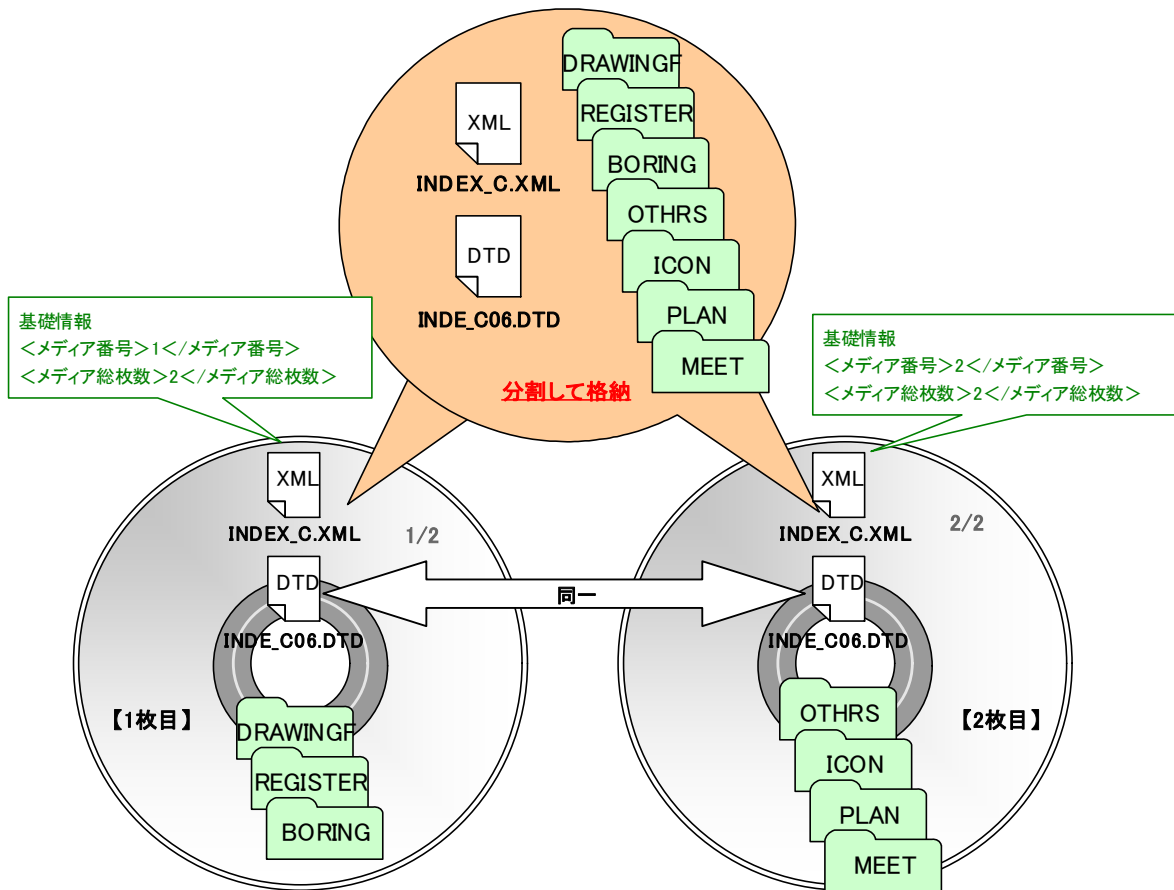 DRAWINGF
XML
REGISTER
INDEX_C.XML
BORING
OTHRS
DTD
ICON
INDE_C06.DTD
PLAN
MEET
分割して格納
基礎情報
<メディア番号>1</メディア番号>
<メディア総枚数>2</メディア総枚数>
基礎情報
<メディア番号>2</メディア番号>
<メディア総枚数>2</メディア総枚数>
XML
INDEX_C.XML
1/2
DTD
INDE_C06.DTD
【1枚目】
DRAWINGF
REGISTER
BORING
同一
XML
INDEX_C.XML
2/2
DTD
INDE_C06.DTD
【2枚目】
OTHRS
ICON
PLAN
MEET